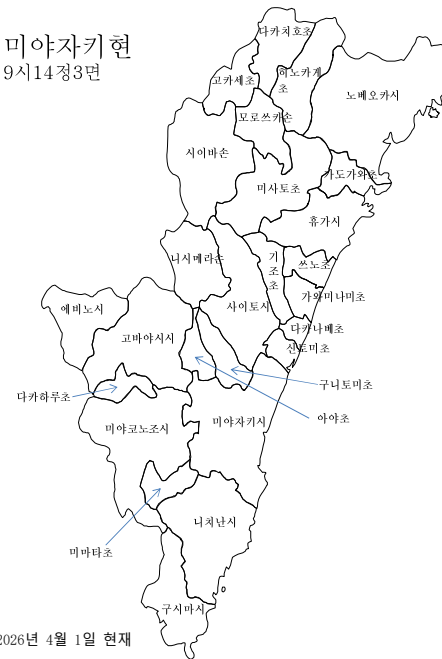 미야자키현
9시14정3면
다카치호초
히노카게
초
고카세초
노베오카시
모로쓰카손
시이바손
가도가와초
미사토초
휴가시
니시메라손
기
조
초
쓰노초
가와미나미초
에비노시
사이토시
고바야시시
다카나베초
신토미초
구니토미초
다카하루초
아야초
미야코노조시
미야자키시
니치난시
미마타초
구시마시
2026년 4월 1일 현재